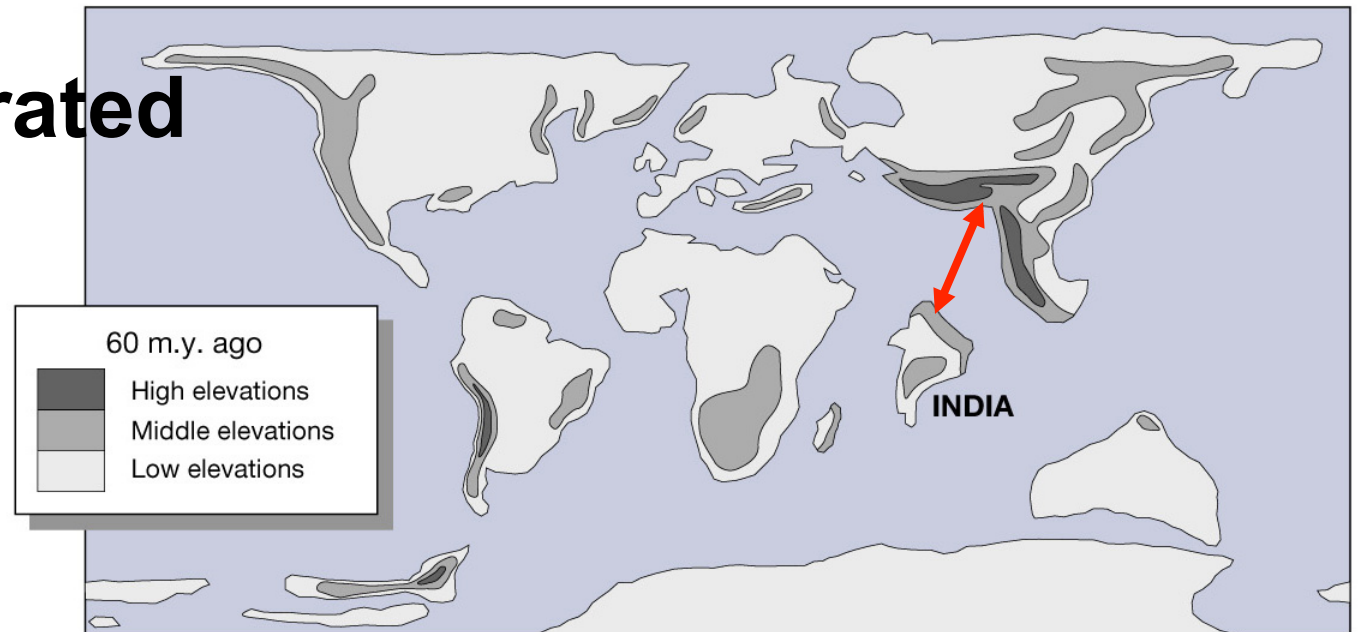 rated
60 m.y. ago
High elevations
Middle elevations
Low elevations
INDIA